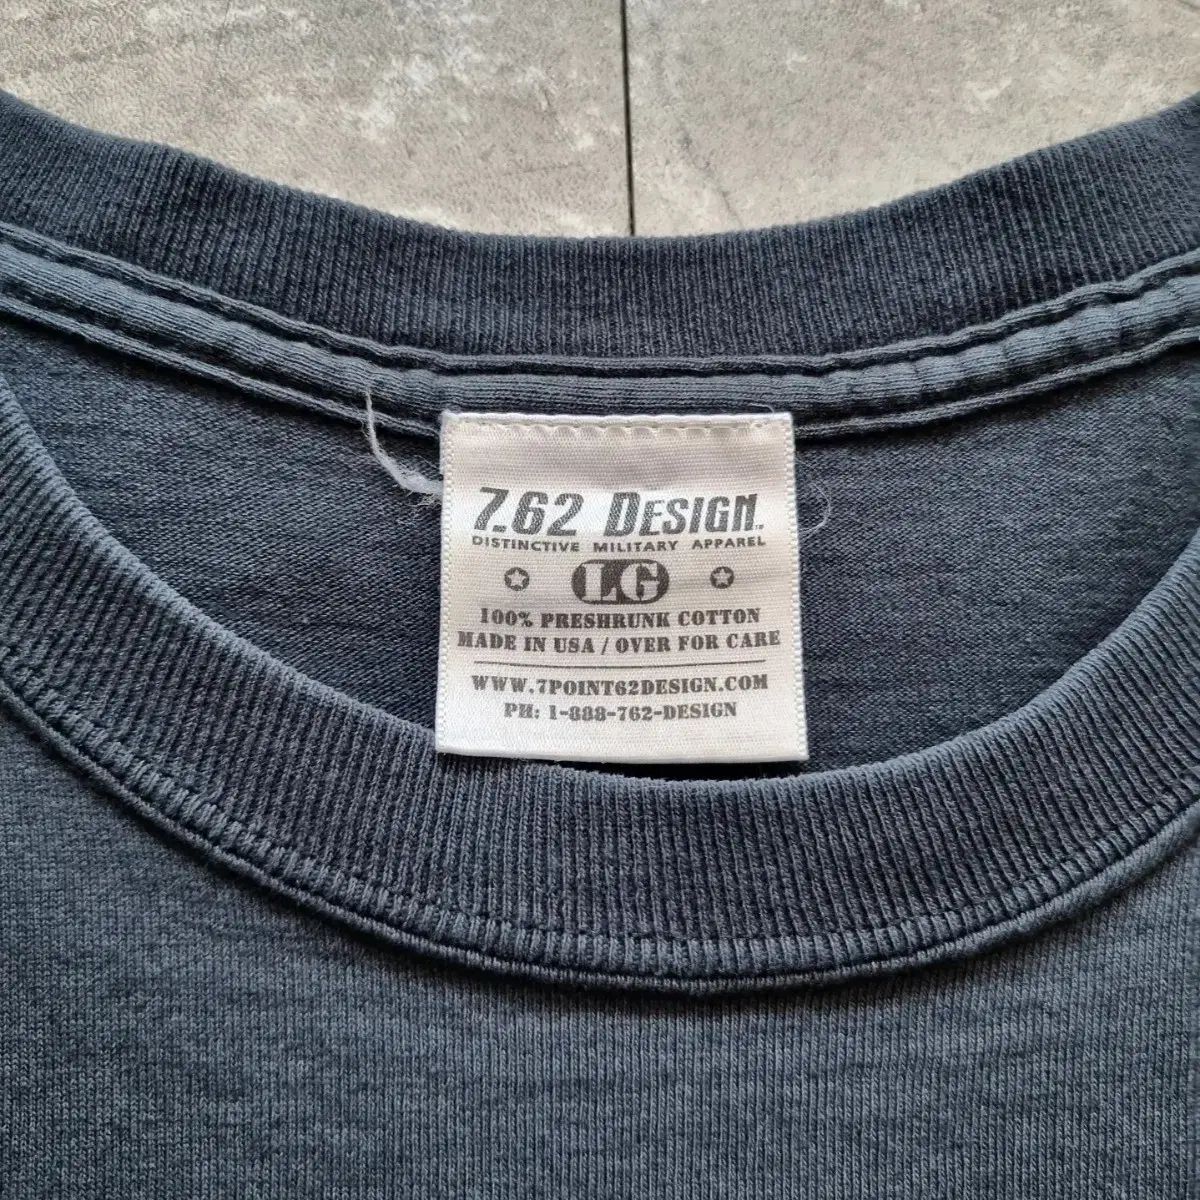 7.62 DESIGN™
DISTINCTIVE MILITARY APPAREL
LG
100% PRESHRUNK COTTON
MADE IN USA / OVER FOR CARE
WWW.7POINT62DESIGN.COM
PH: 1-888-762-DESIGN